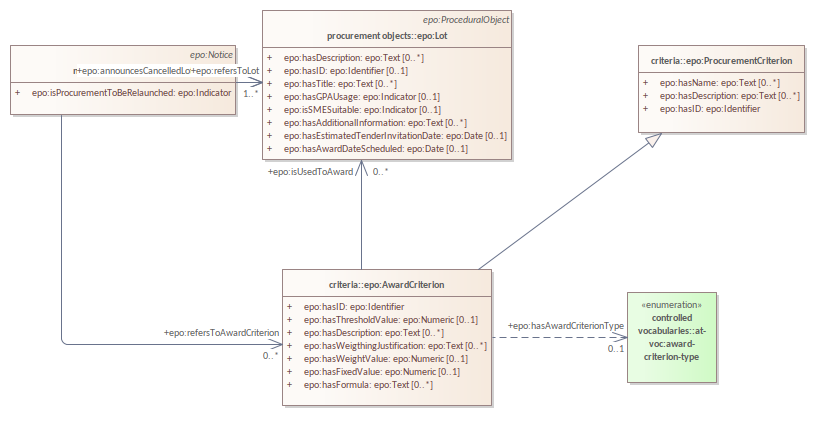 epo:Notice
+epo:announcesCancelledLo+epo:refersToLot
1..*
+ epo:isProcurementToBeRelaunched: epo:Indicator
epo:ProceduralObject
procurement objects::epo:Lot
+ epo:hasDescription: epo:Text [0..*]
+ epo:hasID: epo:Identifier [0..1]
+ epo:hasTitle: epo:Text [0..*]
+ epo:hasGPAUsage: epo:Indicator [0..1]
+ epo:isSMESuitable: epo:Indicator [0..1]
+ epo:hasAdditionalInformation: epo:Text [0..*]
+ epo:hasEstimatedTenderInvitationDate: epo:Date [0..1]
+ epo:hasAwardDateScheduled: epo:Date [0..1]
criteria::epo:ProcurementCriterion
+ epo:hasName: epo:Text [0..*]
+ epo:hasDescription: epo:Text [0..*]
+ epo:hasID: epo:Identifier
+epo:isUsedToAward 0..*
criteria::epo:AwardCriterion
+ epo:hasID: epo:Identifier
+ epo:hasThresholdValue: epo:Numeric [0..1]
+ epo:hasDescription: epo:Text [0..*]
+ epo:hasWeigthingJustification: epo:Text [0..*]
+ epo:hasWeightValue: epo:Numeric [0..1]
+ epo:hasFixedValue: epo:Numeric [0..1]
+ epo:hasFormula: epo:Text [0..*]
+epo:refersToAwardCriterion
0..*
+epo:hasAwardCriterionType
0..1
«enumeration»
controlled
vocabularies::at-
voc:award-
criterion-type